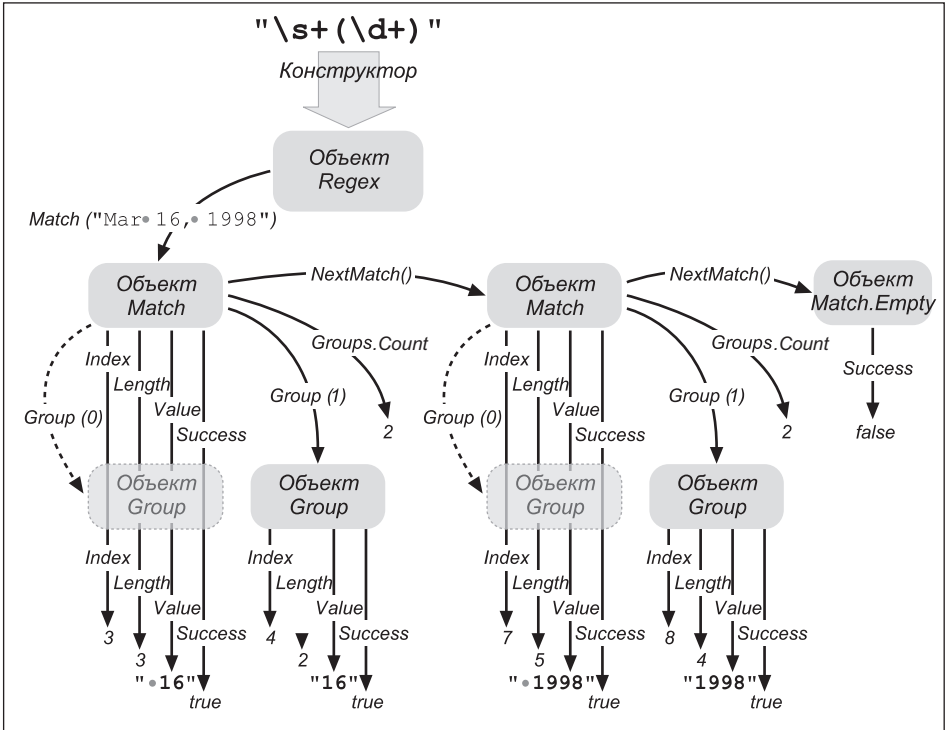 "\s+(\d+)"
Конструктор
Объект
Regex
Match ("Mar• 16,• 1998")
Объект
Match
NextMatch()
Объект
Match
NextMatch()
Объект
Match.Empty
Index
Length
Value
Success
Group (0)
Group (1)
Groups.Count
2
Index
Length
Value
Success
Group (0)
Group (1)
Groups.Count
2
Success
false
Объект
Group
Объект
Group
Объект
Group
Объект
Group
Index
Length
Value
Success
3
3
"•16"
true
Index
Length
Value
Success
4
2
"16"
true
Index
Length
Value
Success
7
5
"•1998"
true
Index
Length
Value
Success
8
4
"1998"
true